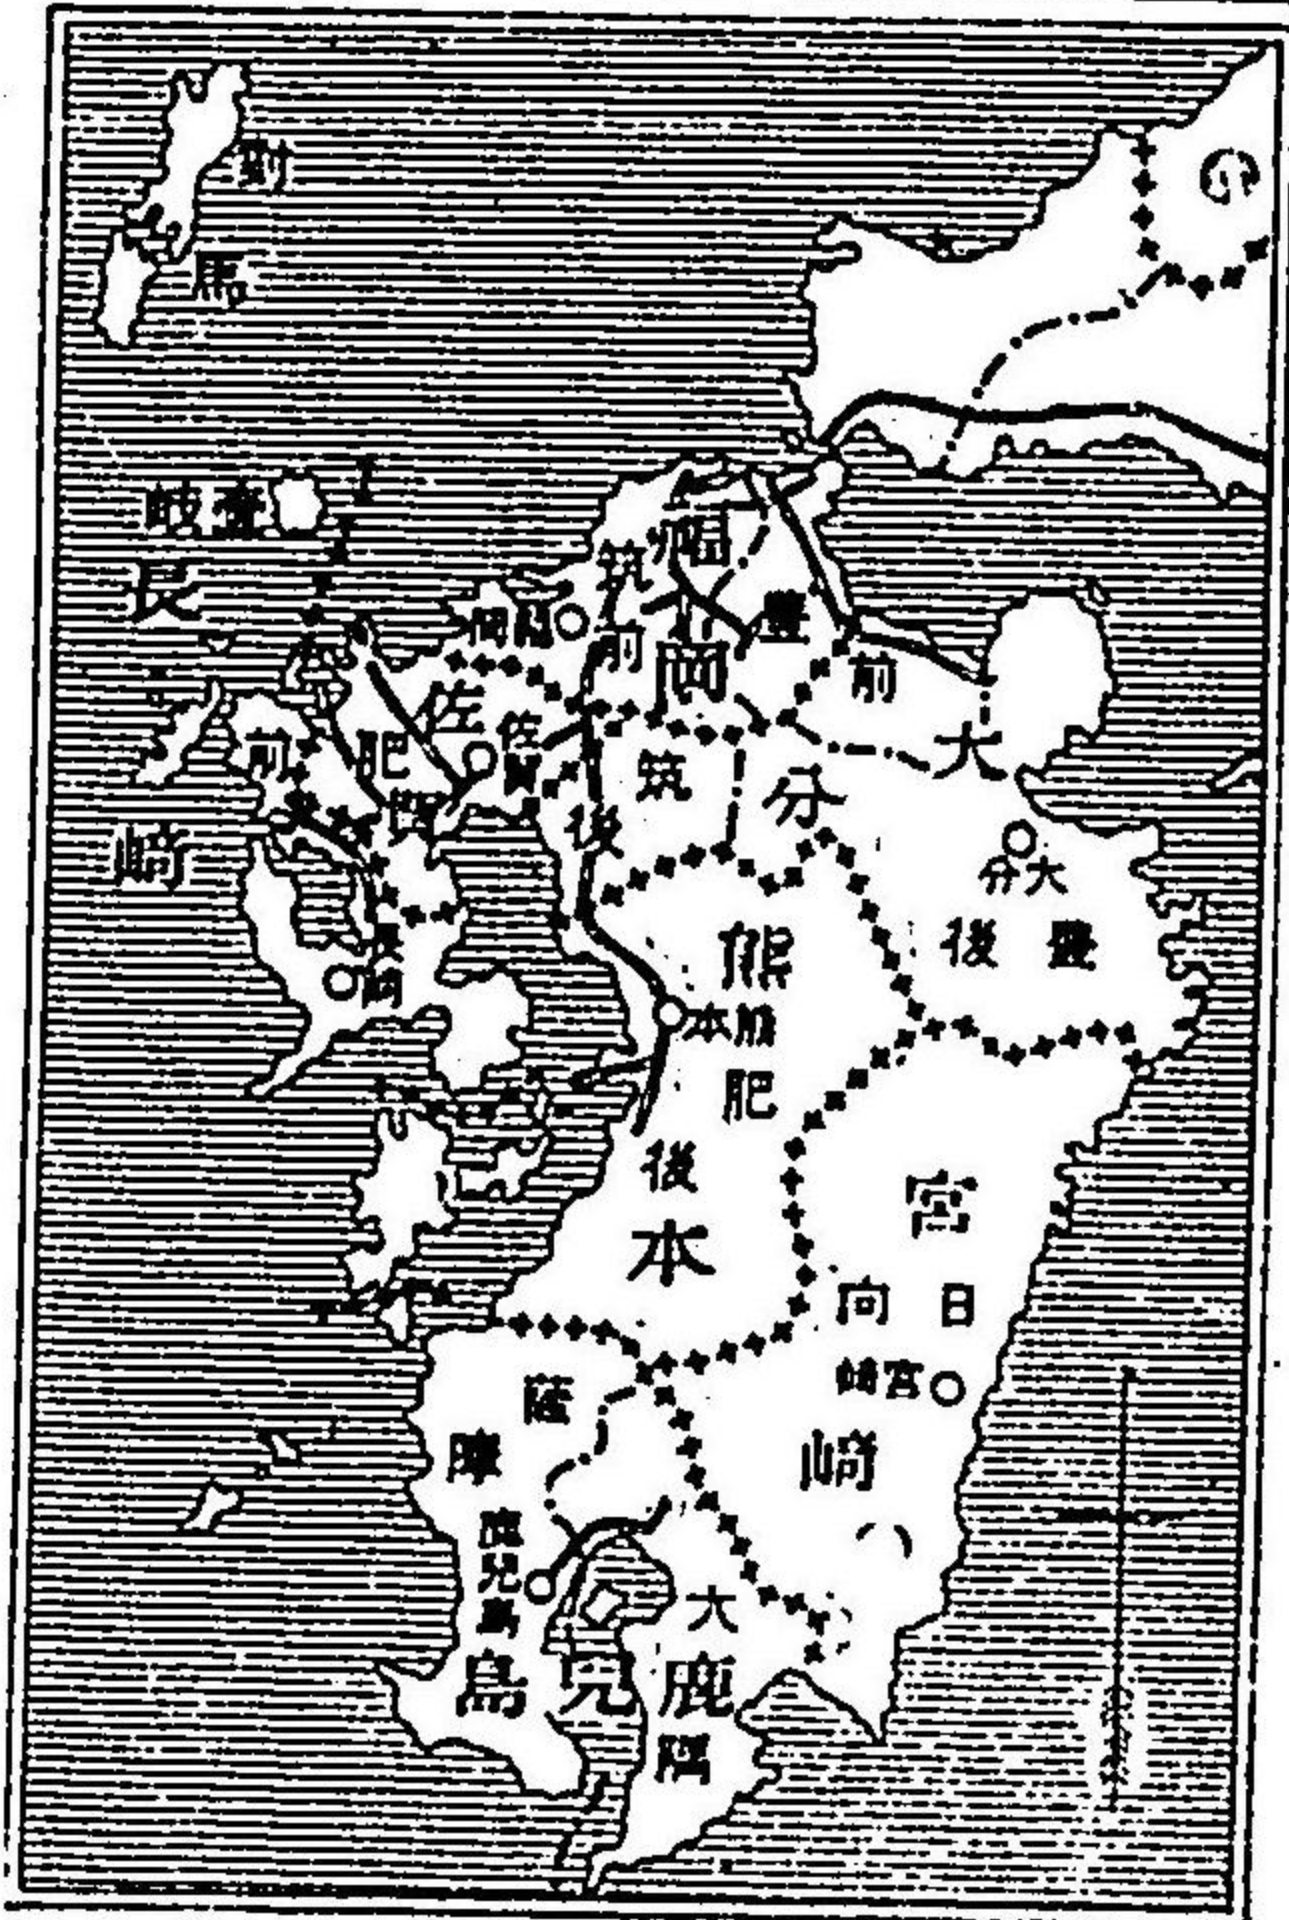 對馬
壹岐
長崎
福岡
筑前
豐前
福岡
佐賀
肥前
佐賀
筑後
大分
大分
豐後
長崎
熊本
熊本
肥後
宮崎
日向
宮崎
薩摩
鹿兒島
大隅
鹿兒島